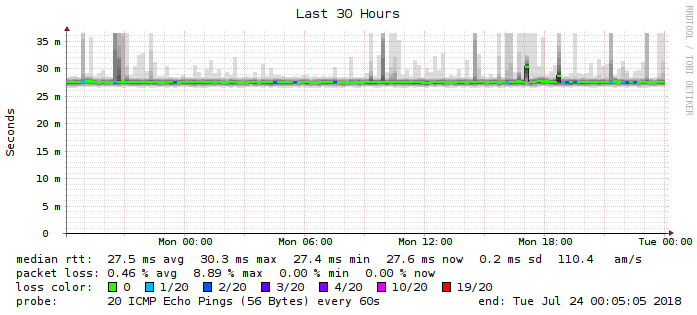 Last 30 Hours
RRDTOOL / TOBI OETIKER
Seconds
35 m
30 m
25 m
20 m
15 m
10 m
5 m
0
Mon 00:00 Mon 06:00 Mon 12:00 Mon 18:00 Tue 00:00
median rtt: 27.5 ms avg 30.3 ms max 27.4 ms min 27.6 ms now 0.2 ms sd 110.4 am/s
packet loss: 0.46 % avg 8.89 % max 0.00 % min 0.00 % now
loss color: 0 1/20 2/20 3/20 4/20 10/20 19/20
probe: 20 ICMP Echo Pings (56 Bytes) every 60s end: Tue Jul 24 00:05:05 2018